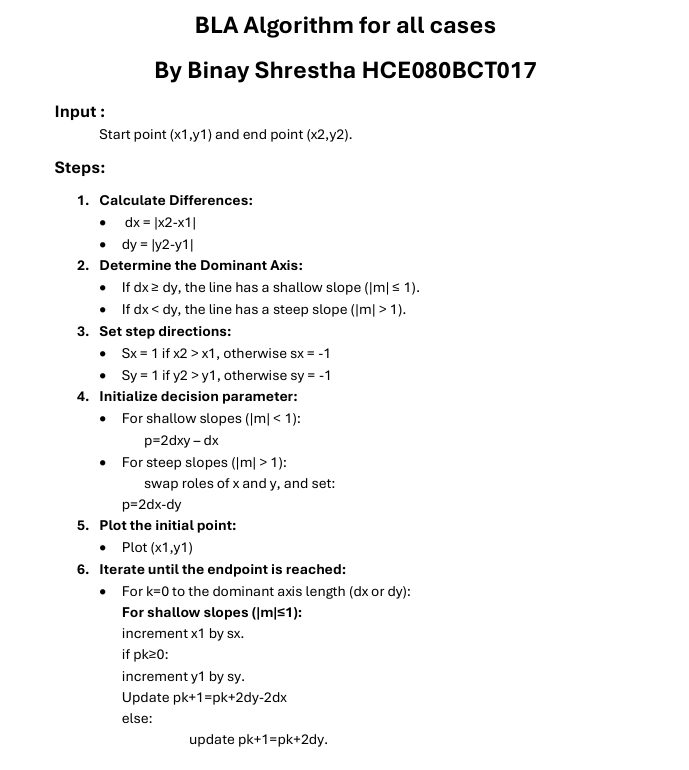 BLA Algorithm for all cases
By Binay Shrestha HCE080BCT017
Input :
Start point (x1,y1) and end point (x2,y2).
Steps:
1. Calculate Differences:
• dx = |x2-x1|
• dy = |y2-y1|
2. Determine the Dominant Axis:
• If dx ≥ dy, the line has a shallow slope (|m| ≤ 1).
• If dx < dy, the line has a steep slope (|m| > 1).
3. Set step directions:
• Sx = 1 if x2 > x1, otherwise sx = -1
• Sy = 1 if y2 > y1, otherwise sy = -1
4. Initialize decision parameter:
• For shallow slopes (|m| < 1):
p=2dxy – dx
• For steep slopes (|m| > 1):
swap roles of x and y, and set:
p=2dx-dy
5. Plot the initial point:
• Plot (x1,y1)
6. Iterate until the endpoint is reached:
• For k=0 to the dominant axis length (dx or dy):
For shallow slopes (|m|≤1):
increment x1 by sx.
if pk≥0:
increment y1 by sy.
Update pk+1=pk+2dy-2dx
else:
update pk+1=pk+2dy.